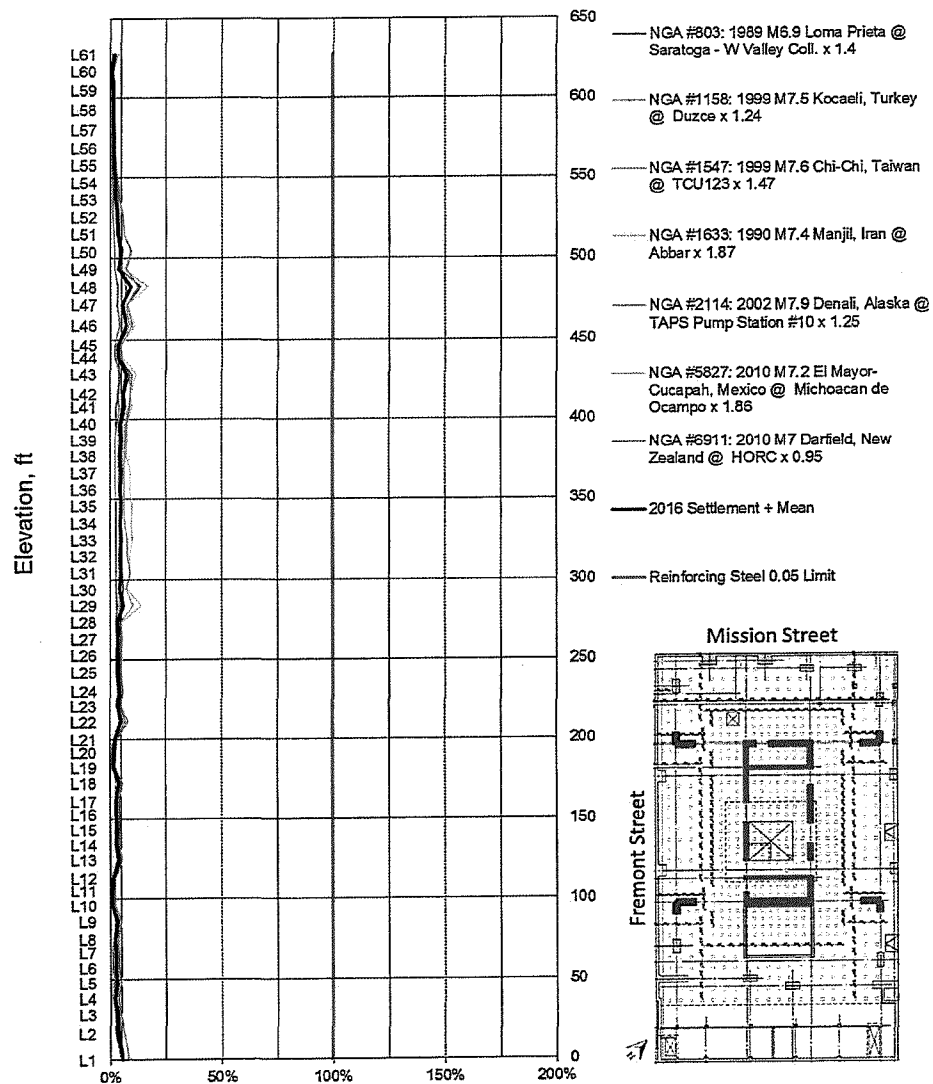 Elevation, ft
L61
L60
L59
L58
L57
L56
L55
L54
L53
L52
L51
L50
L49
L48
L47
L46
L45
L44
L43
L42
L41
L40
L39
L38
L37
L36
L35
L34
L33
L32
L31
L30
L29
L28
L27
L26
L25
L24
L23
L22
L21
L20
L19
L18
L17
L16
L15
L14
L13
L12
L11
L10
L9
L8
L7
L6
L5
L4
L3
L2
L1
0%
50%
100%
150%
200%
650
600
550
500
450
400
350
300
250
200
150
100
50
0
NGA #803: 1989 M6.9 Loma Prieta @
Saratoga - W Valley Coll. x 1.4
NGA #1158: 1999 M7.5 Kocaeli, Turkey
@ Duzce x 1.24
NGA #1547: 1999 M7.6 Chi-Chi, Taiwan
@ TCU123 x 1.47
NGA #1633: 1990 M7.4 Manjil, Iran @
Abbar x 1.87
NGA #2114: 2002 M7.9 Denali, Alaska @
TAPS Pump Station #10 x 1.25
NGA #5827: 2010 M7.2 El Mayor-
Cucapah, Mexico @ Michoacan de
Ocampo x 1.86
NGA #6911: 2010 M7 Darfield, New
Zealand @ HORC x 0.95
2016 Settlement + Mean
Reinforcing Steel 0.05 Limit
Mission Street
Fremont Street